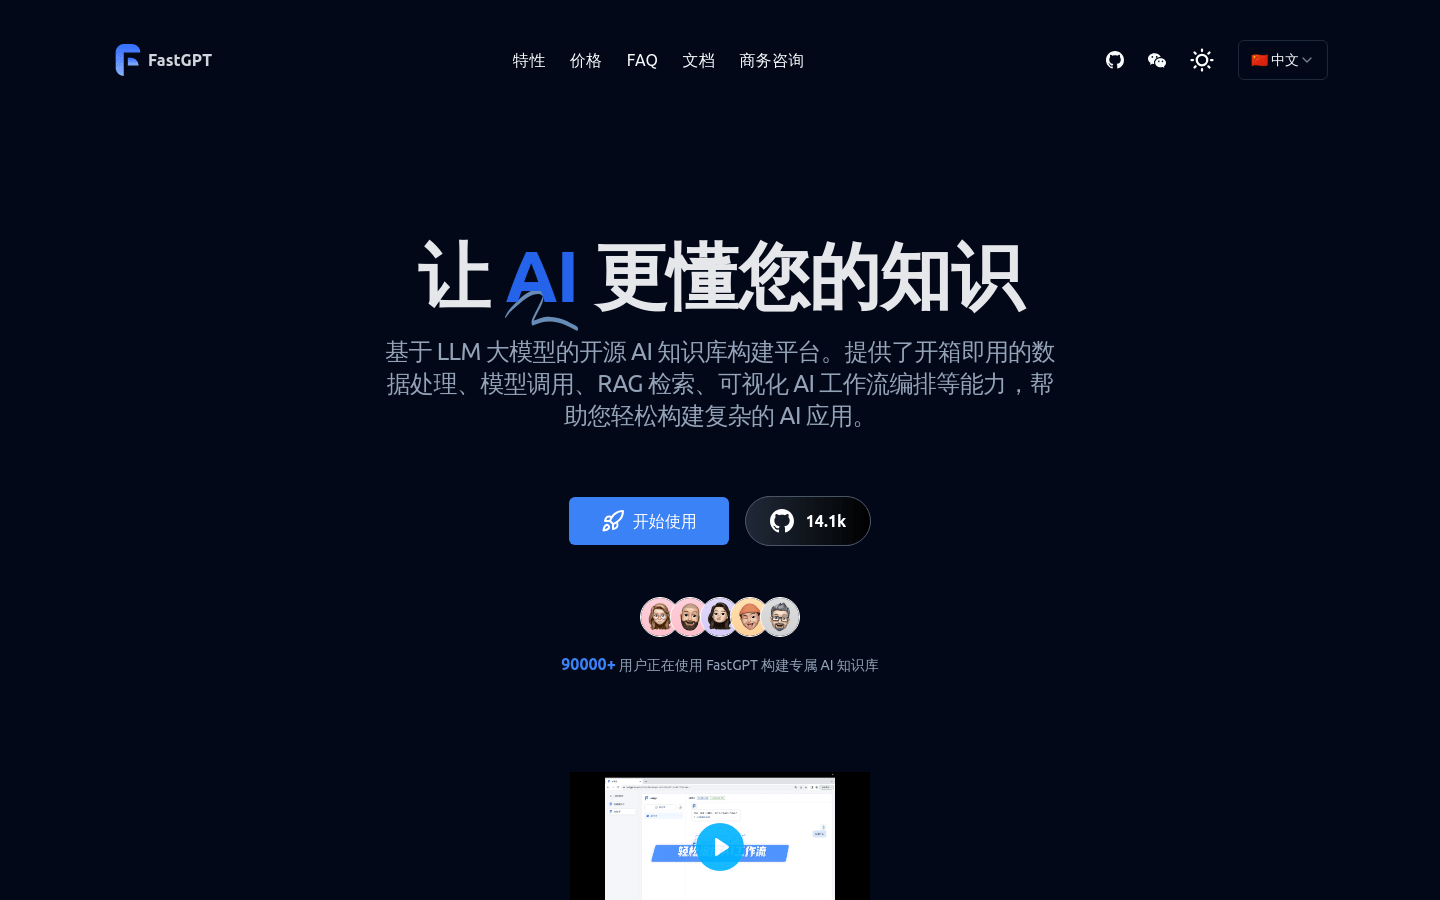 FastGPT
特性 价格 FAQ 文档 商务咨询
中文
让 AI 更懂您的知识
基于 LLM 大模型的开源 AI 知识库构建平台。提供了开箱即用的数
据处理、模型调用、RAG 检索、可视化 AI 工作流编排等能力，帮
助您轻松构建复杂的 AI 应用。
开始使用
14.1k
90000+ 用户正在使用 FastGPT 构建专属 AI 知识库